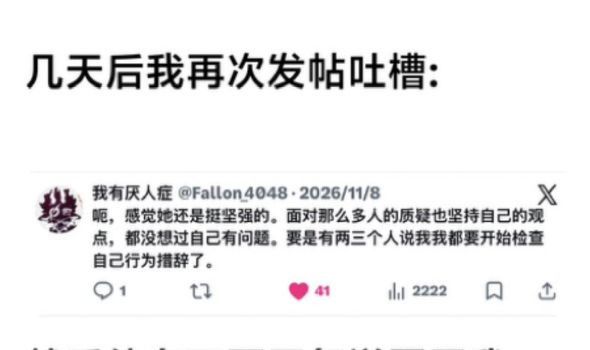 几天后我再次发帖吐槽:
我有厌人症 @Fallon_4048 · 2026/11/8
呃，感觉她还是挺坚强的。面对那么多人的质疑也坚持自己的观
点，都没想过自己有问题。要是有两三个人说我我都要开始检查
自己行为措辞了。
1 41 2222